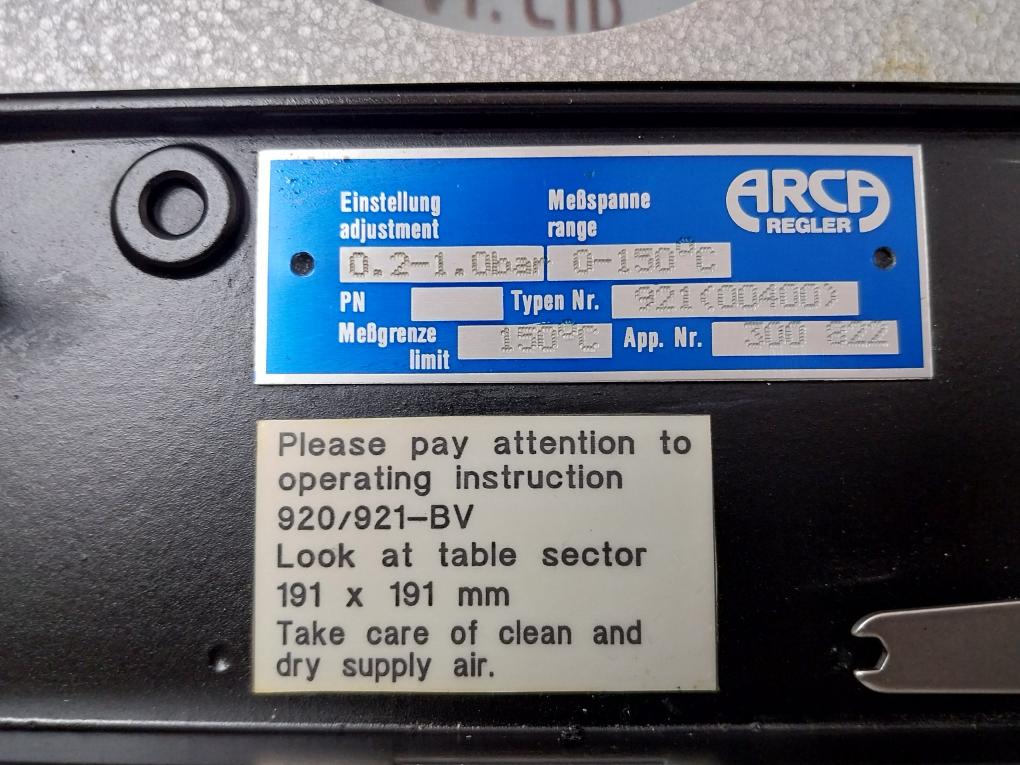 PVT. LTD
ARCA
REGLER
Einstellung
adjustment
Meßspanne
range
0.2-1.0bar 0-150°C
PN Typen Nr. 921(00400)
Meßgrenze
limit
150°C App. Nr. 300 822
Please pay attention to
operating instruction
920/921-BV
Look at table sector
191 x 191 mm
Take care of clean and
dry supply air.